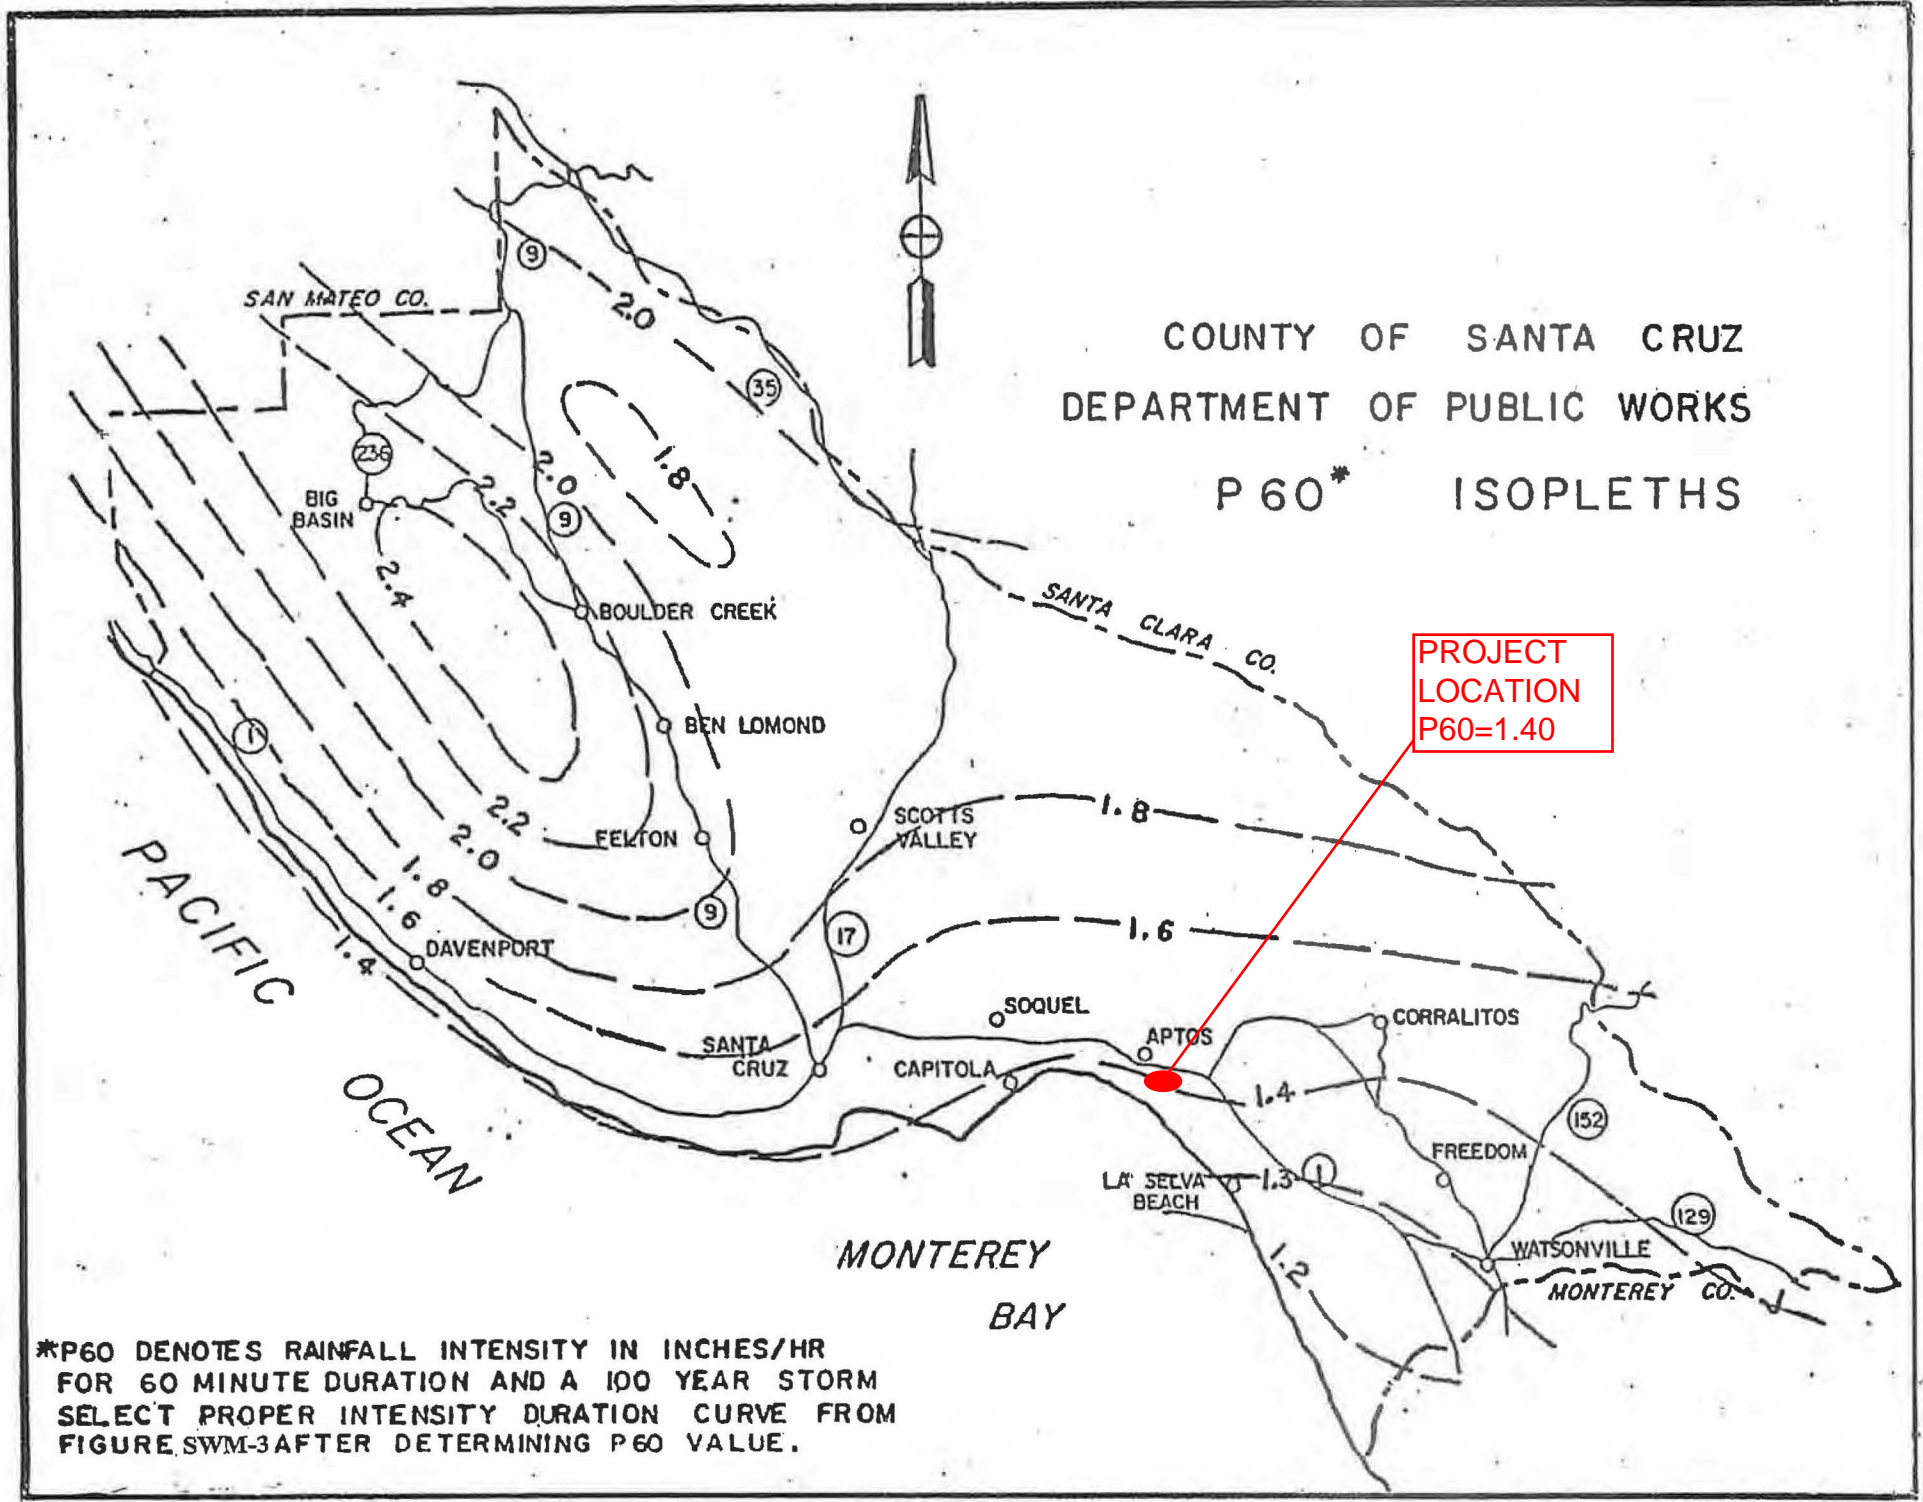 SAN MATEO CO.
9
2.0
COUNTY OF SANTA CRUZ
DEPARTMENT OF PUBLIC WORKS
P60* ISOPLETHS
35
1.8
236
BIG
BASIN
2.2
2.0
9
2.4
BOULDER CREEK
SANTA CLARA CO.
PROJECT
LOCATION
P60=1.40
1
BEN LOMOND
2.2
FELTON
SCOTTS
VALLEY
1.8
2.0
1.8
1.6
9
17
1.6
DAVENPORT
1.4
PACIFIC
OCEAN
SANTA
CRUZ
SOQUEL
CAPITOLA
APTOS
CORRALITOS
1.4
152
FREEDOM
LA SELVA
BEACH
1.3
1
129
WATSONVILLE
MONTEREY CO.
1.2
MONTEREY
BAY
*P60 DENOTES RAINFALL INTENSITY IN INCHES/HR
FOR 60 MINUTE DURATION AND A 100 YEAR STORM
SELECT PROPER INTENSITY DURATION CURVE FROM
FIGURE SWM-3 AFTER DETERMINING P60 VALUE.